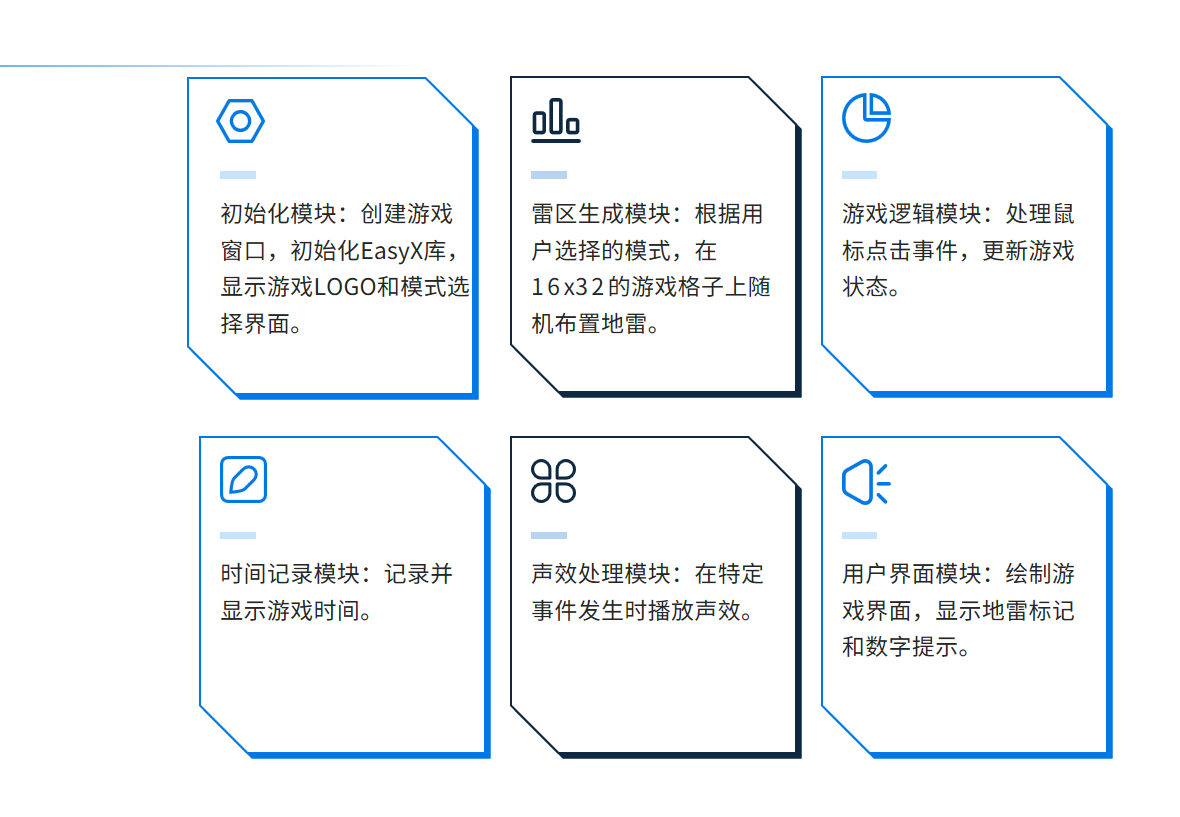 初始化模块：创建游戏
窗口，初始化EasyX库，
显示游戏LOGO和模式选
择界面。
雷区生成模块：根据用
户选择的模式，在
16x32的游戏格子上随
机布置地雷。
游戏逻辑模块：处理鼠
标点击事件，更新游戏
状态。
时间记录模块：记录并
显示游戏时间。
声效处理模块：在特定
事件发生时播放声效。
用户界面模块：绘制游
戏界面，显示地雷标记
和数字提示。